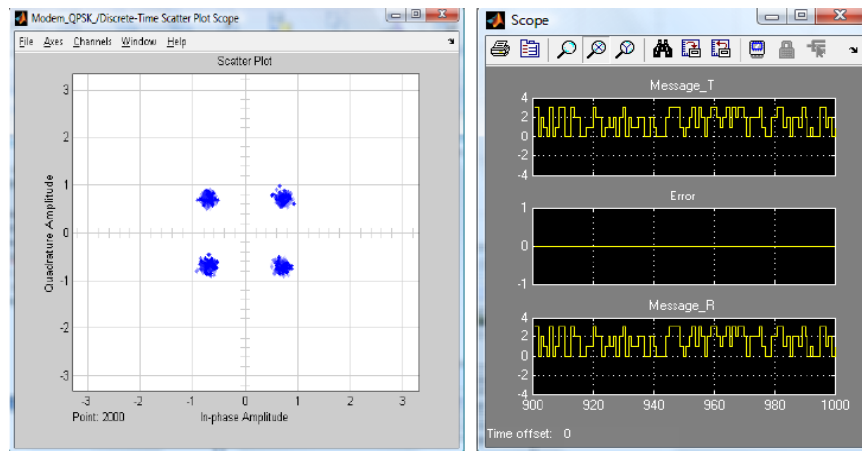 Modem_QPSK_/Discrete-Time Scatter Plot Scope
File Axes Channels Window Help
Scatter Plot
3
2
1
0
-1
-2
-3
Quadrature Amplitude
-3 -2 -1 0 1 2 3
Point: 2000
In-phase Amplitude
Scope
Message_T
4
2
0
-2
-4
Error
1
0
-1
Message_R
4
2
0
-2
-4
900 920 940 960 980 1000
Time offset: 0